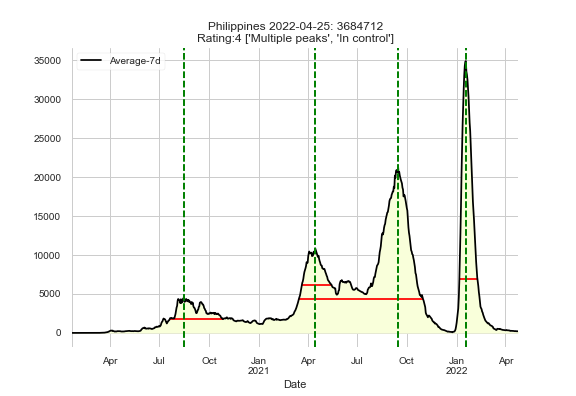 Philippines 2022-04-25: 3684712
Rating:4 ['Multiple peaks', 'In control']
Average-7d
35000
30000
25000
20000
15000
10000
5000
0
Apr Jul Oct Jan Apr Jul Oct Jan Apr
2021 2022
Date